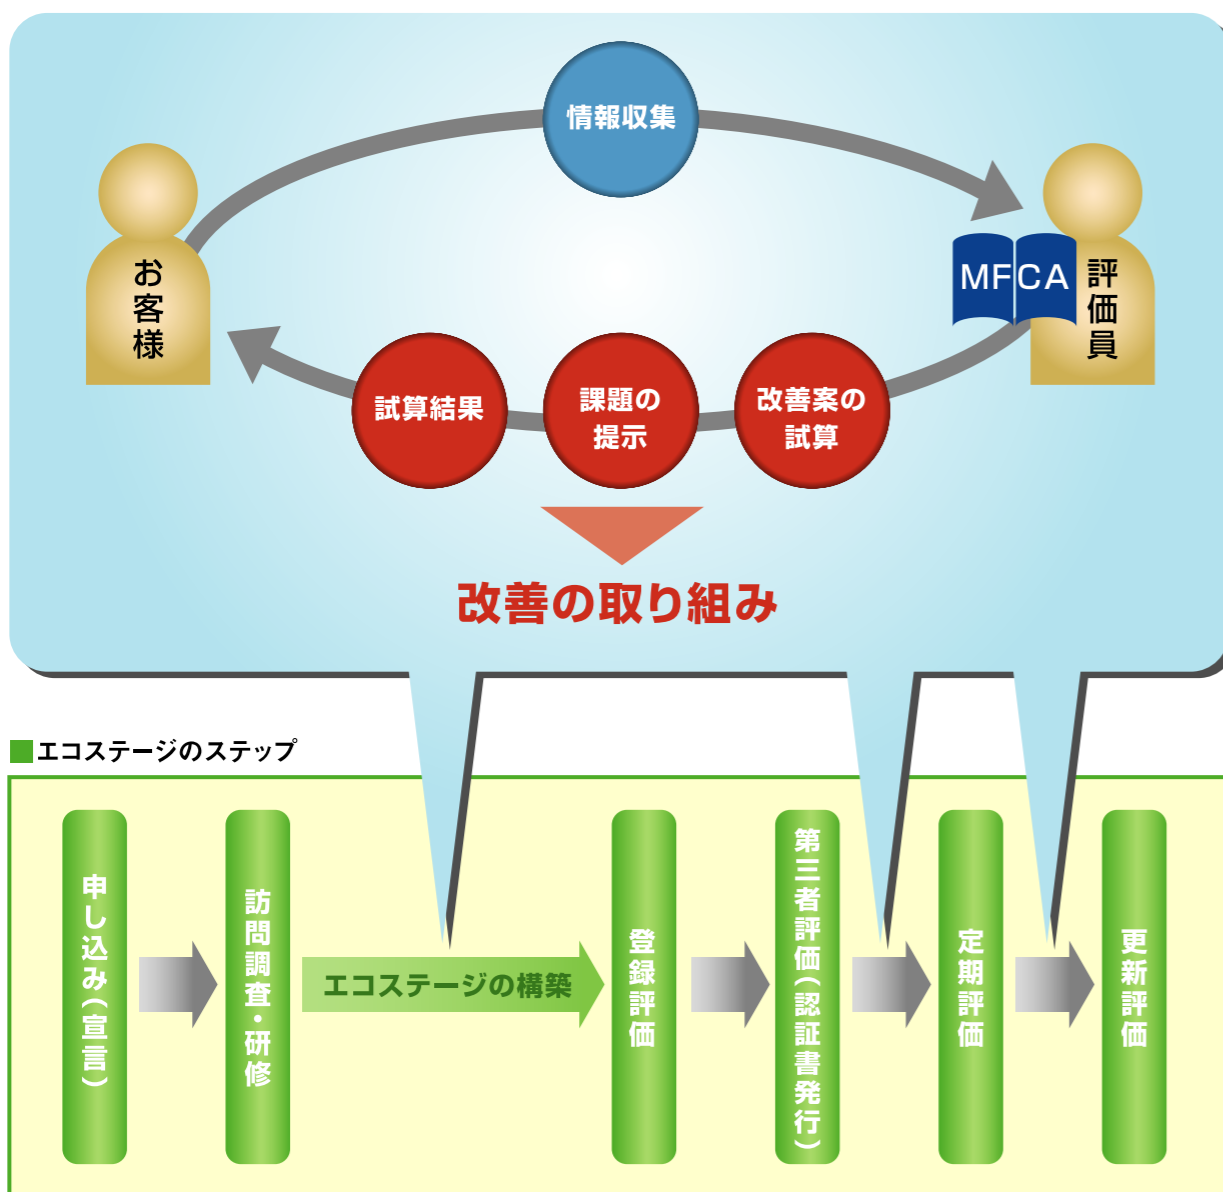 情報収集
お客様
MFCA
評価員
試算結果
課題の
提示
改善案の
試算
改善の取り組み
■エコステージのステップ
申し込み(宣言)
訪問調査・研修
エコステージの構築
登録評価
第三者評価(認証書発行)
定期評価
更新評価